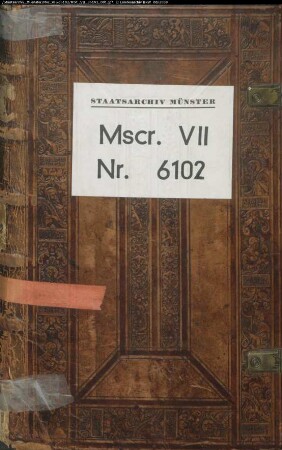 STAATSARCHIV MÜNSTER
Mscr. VII
Nr. 6102